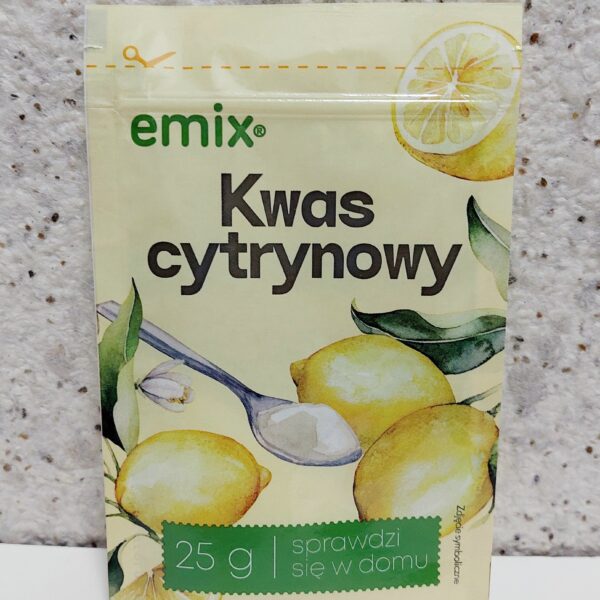 emix®
Kwas
cytrynowy
25 g
sprawdzi
się w domu
Zdjęcie symboliczne